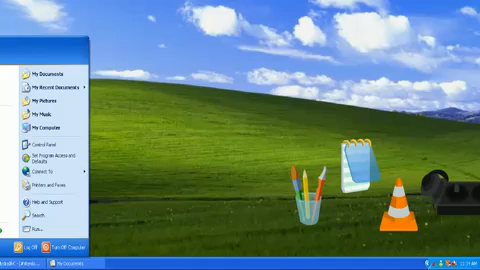 My Documents
My Recent Documents
My Pictures
My Music
My Computer
Control Panel
Set Program Access and
Defaults
Connect To
Printers and Faxes
Help and Support
Search
Run...
Log Off
Turn Off Computer
My Documents